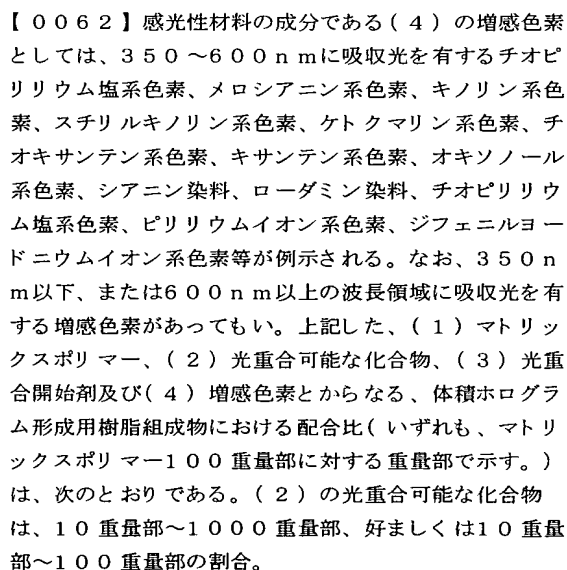 【００６２】感光性材料の成分である(４)の増感色素
としては、３５０～６００ｎｍに吸収光を有するチオピ
リリウム塩系色素、メロシアニン系色素、キノリン系色
素、スチリルキノリン系色素、ケトクマリン系色素、チ
オキサンテン系色素、キサンテン系色素、オキソノール
系色素、シアニン染料、ローダミン染料、チオピリリウ
ム塩系色素、ピリリウムイオン系色素、ジフェニルヨー
ドニウムイオン系色素等が例示される。なお、３５０ｎ
ｍ以下、または６００ｎｍ以上の波長領域に吸収光を有
する増感色素があってもい。上記した、(１)マトリッ
クスポリマー、(２)光重合可能な化合物、(３)光重
合開始剤及び(４)増感色素とからなる、体積ホログラ
ム形成用樹脂組成物における配合比(いずれも、マトリ
ックスポリマー１００重量部に対する重量部で示す。)
は、次のとおりである。(２)の光重合可能な化合物
は、１０重量部～１０００重量部、好ましくは１０重量
部～１００重量部の割合。